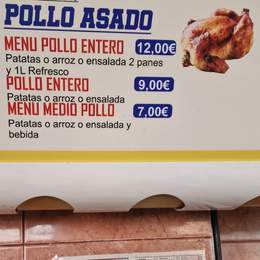 POLLO ASADO
MENU POLLO ENTERO 12,00€
Patatas o arroz o ensalada 2 panes
y 1L Refresco
POLLO ENTERO 9,00€
Patatas o arroz o ensalada
MENU MEDIO POLLO 7,00€
Patatas o arroz o ensalada y
bebida